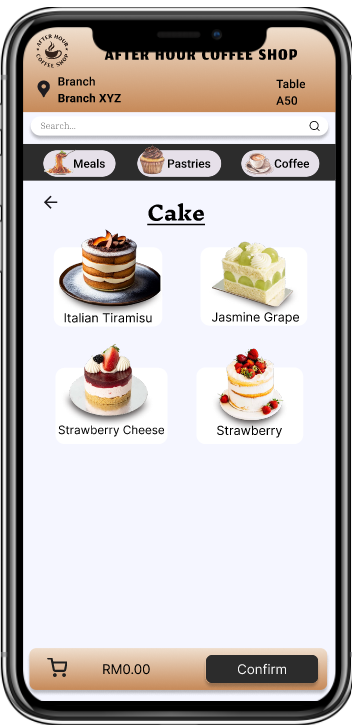 AFTER HOUR
COFFEE SHOP
AFTER HOUR COFFEE SHOP
Branch
Branch XYZ
Table
A50
Search...
Meals
Pastries
Coffee
Cake
Italian Tiramisu
Jasmine Grape
Strawberry Cheese
Strawberry
RM0.00
Confirm